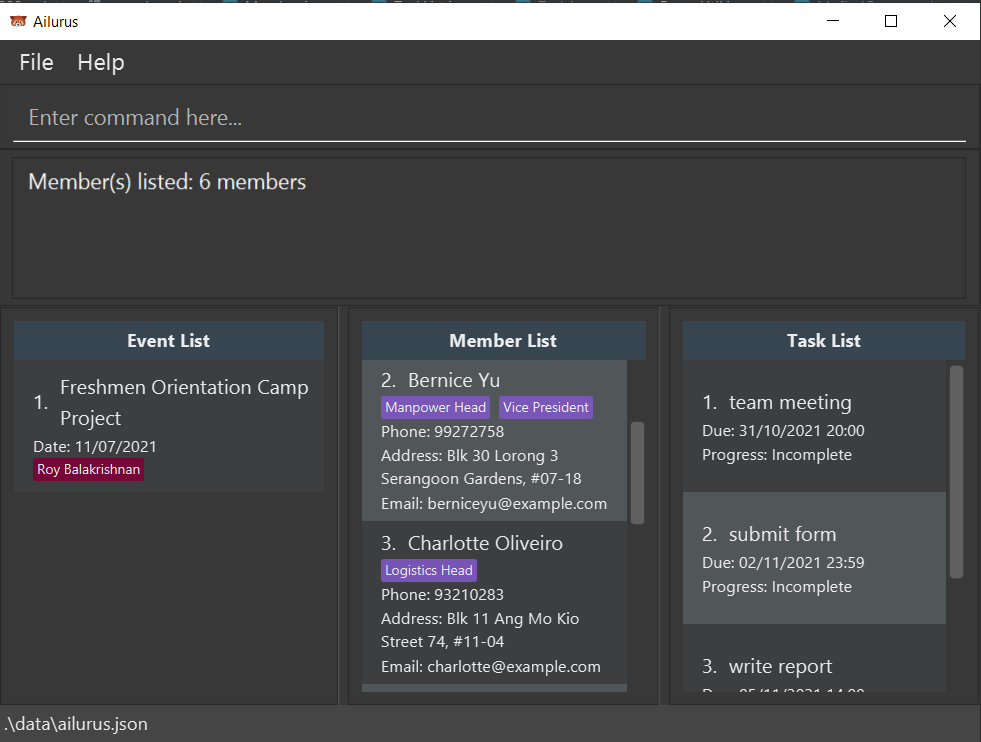 Ailurus
File Help
Enter command here...
Member(s) listed: 6 members
Event List
1. Freshmen Orientation Camp
Project
Date: 11/07/2021
Roy Balakrishnan
Member List
2. Bernice Yu
Manpower Head Vice President
Phone: 99272758
Address: Blk 30 Lorong 3
Serangoon Gardens, #07-18
Email: berniceyu@example.com
3. Charlotte Oliveiro
Logistics Head
Phone: 93210283
Address: Blk 11 Ang Mo Kio
Street 74, #11-04
Email: charlotte@example.com
Task List
1. team meeting
Due: 31/10/2021 20:00
Progress: Incomplete
2. submit form
Due: 02/11/2021 23:59
Progress: Incomplete
3. write report
.\data\ailurus.json